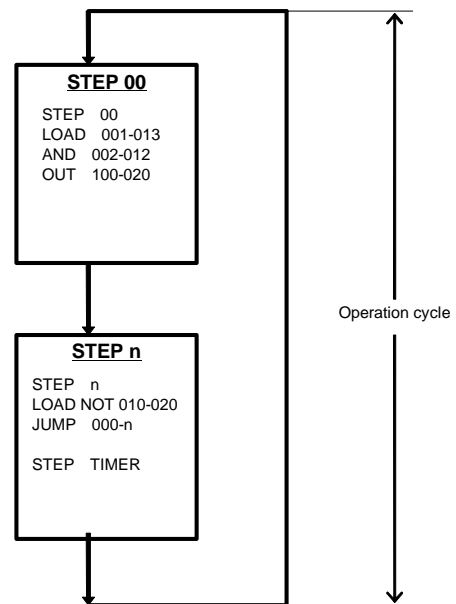 STEP 00
STEP 00
LOAD 001-013
AND 002-012
OUT 100-020
Operation cycle
STEP n
STEP n
LOAD NOT 010-020
JUMP 000-n
STEP TIMER